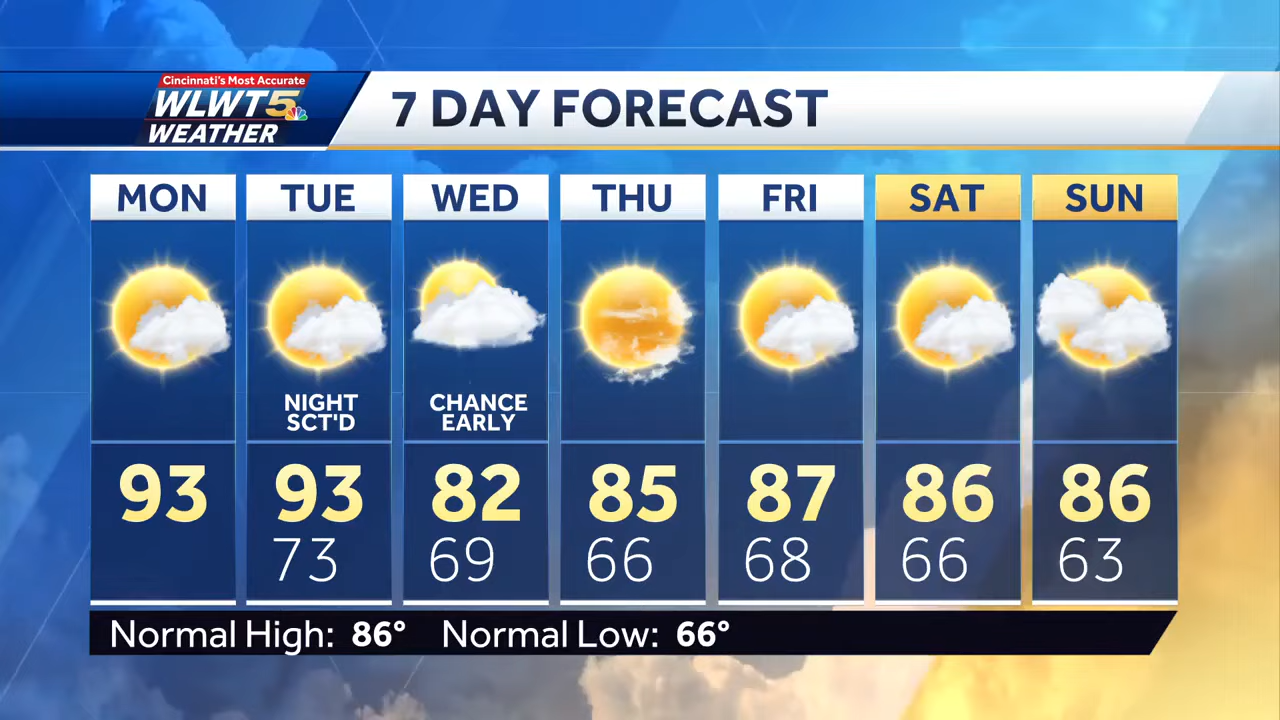 Cincinnati's Most Accurate
WLWT5
WEATHER
7 DAY FORECAST
MON TUE WED THU FRI SAT SUN
NIGHT SCT'D
CHANCE EARLY
93 93 82 85 87 86 86
73 69 66 68 66 63
Normal High: 86° Normal Low: 66°